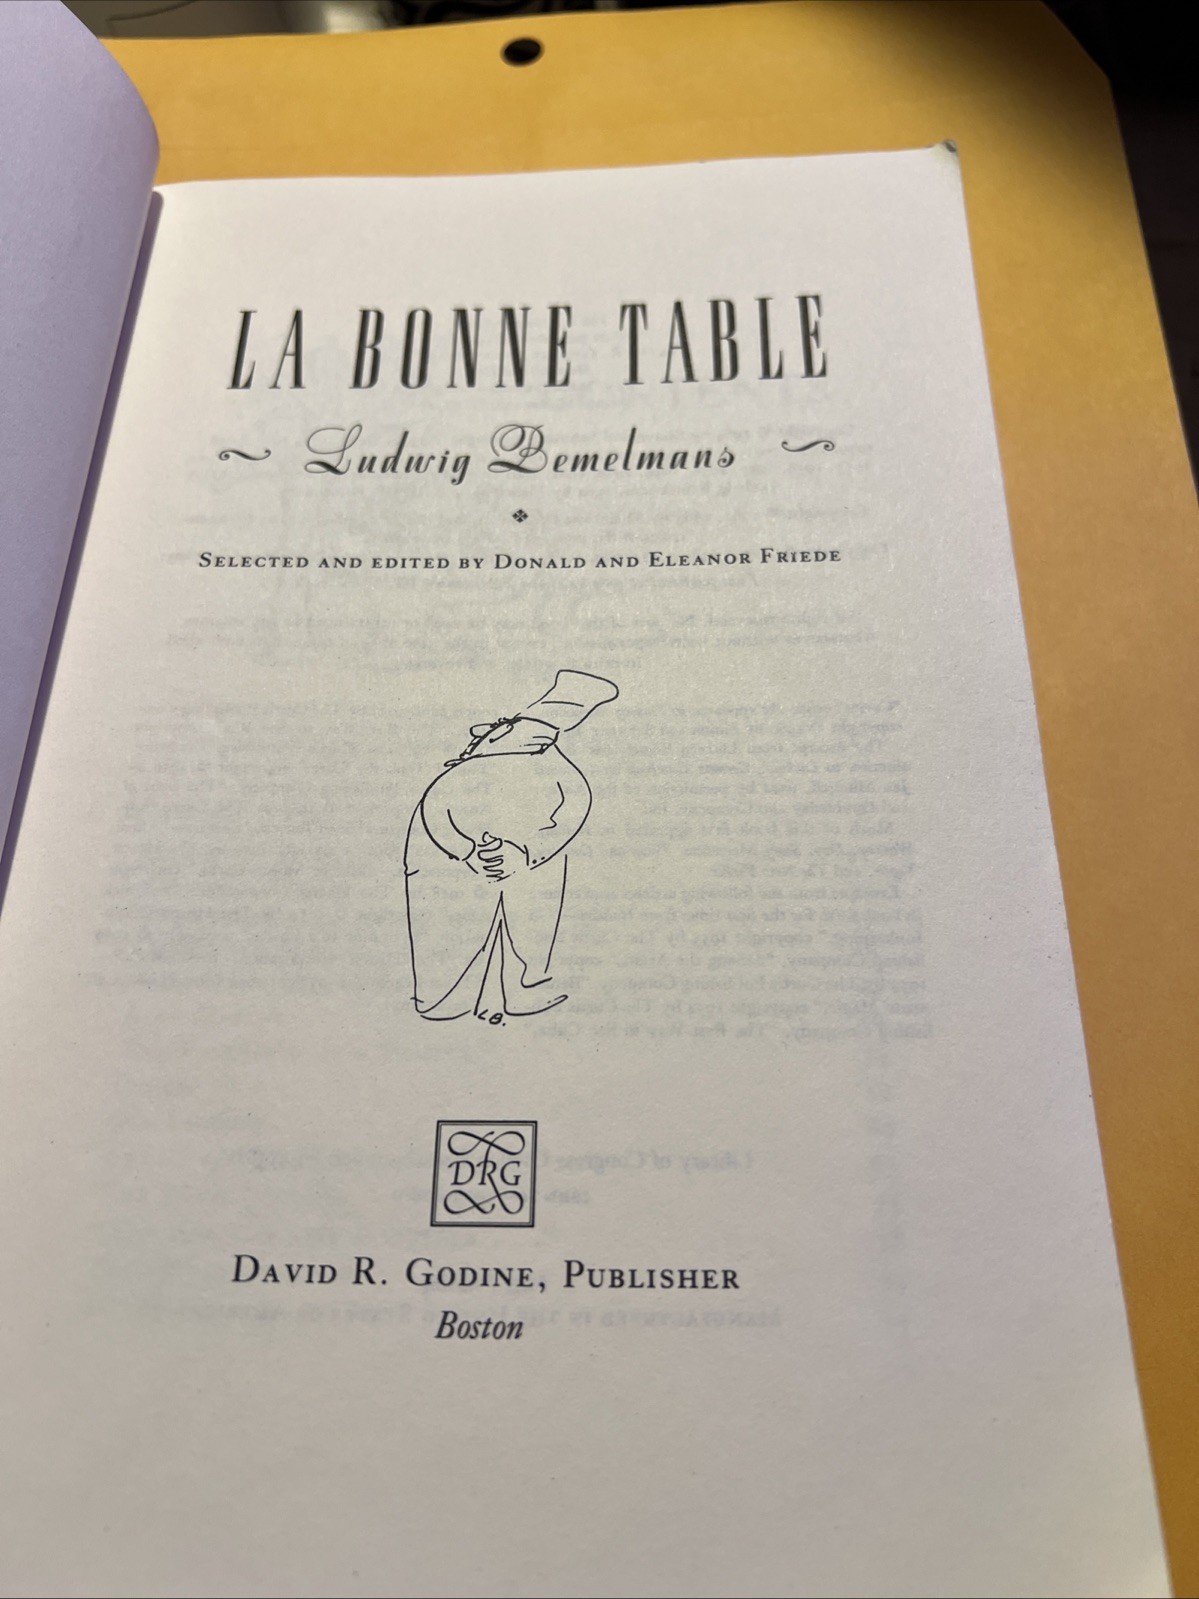 LA BONNE TABLE
Ludwig Bemelmans
SELECTED AND EDITED BY DONALD AND ELEANOR FRIEDE
LB.
DRG
DAVID R. GODINE, PUBLISHER
Boston